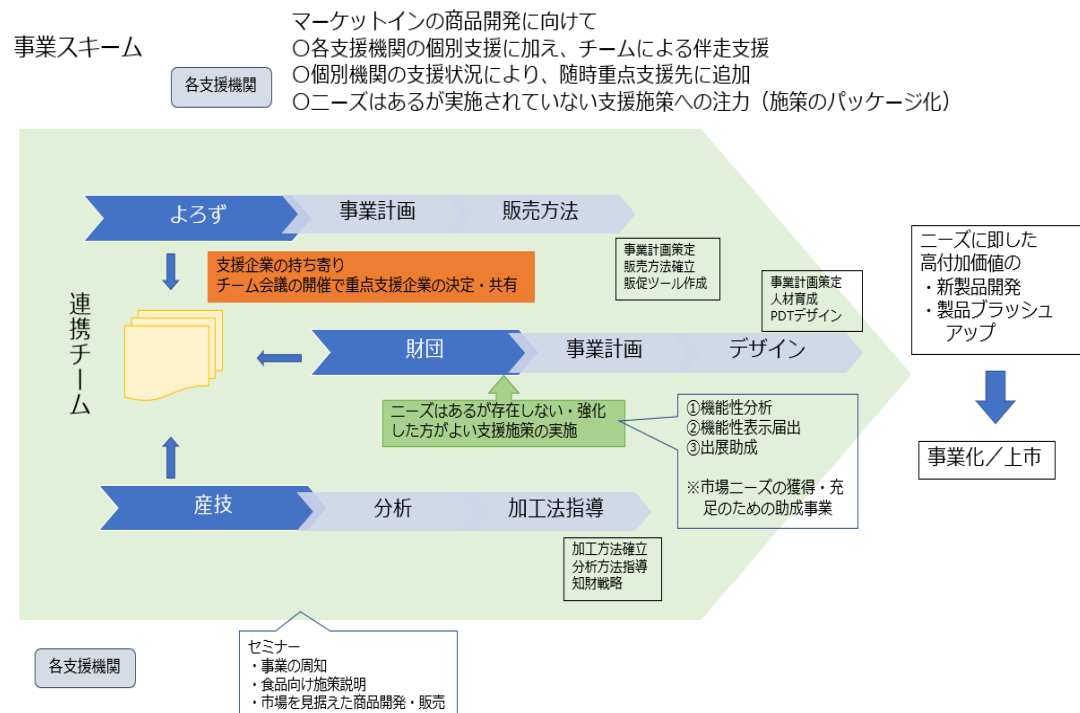 事業スキーム
マーケットインの商品開発に向けて
〇各支援機関の個別支援に加え、チームによる伴走支援
〇個別機関の支援状況により、随時重点支援先に追加
〇ニーズはあるが実施されていない支援施策への注力（施策のパッケージ化）
各支援機関
連携チーム
よろず
事業計画
販売方法
事業計画策定
販売方法確立
販促ツール作成
支援企業の持ち寄り
チーム会議の開催で重点支援企業の決定・共有
財団
事業計画
デザイン
事業計画策定
人材育成
PDTデザイン
ニーズはあるが存在しない・強化
した方がよい支援施策の実施
①機能性分析
②機能性表示届出
③出展助成
※市場ニーズの獲得・充
足のための助成事業
産技
分析
加工法指導
加工方法確立
分析方法指導
知財戦略
ニーズに即した
高付加価値の
・新製品開発
・製品ブラッシュ
アップ
事業化／上市
各支援機関
セミナー
・事業の周知
・食品向け施策説明
・市場を見据えた商品開発・販売